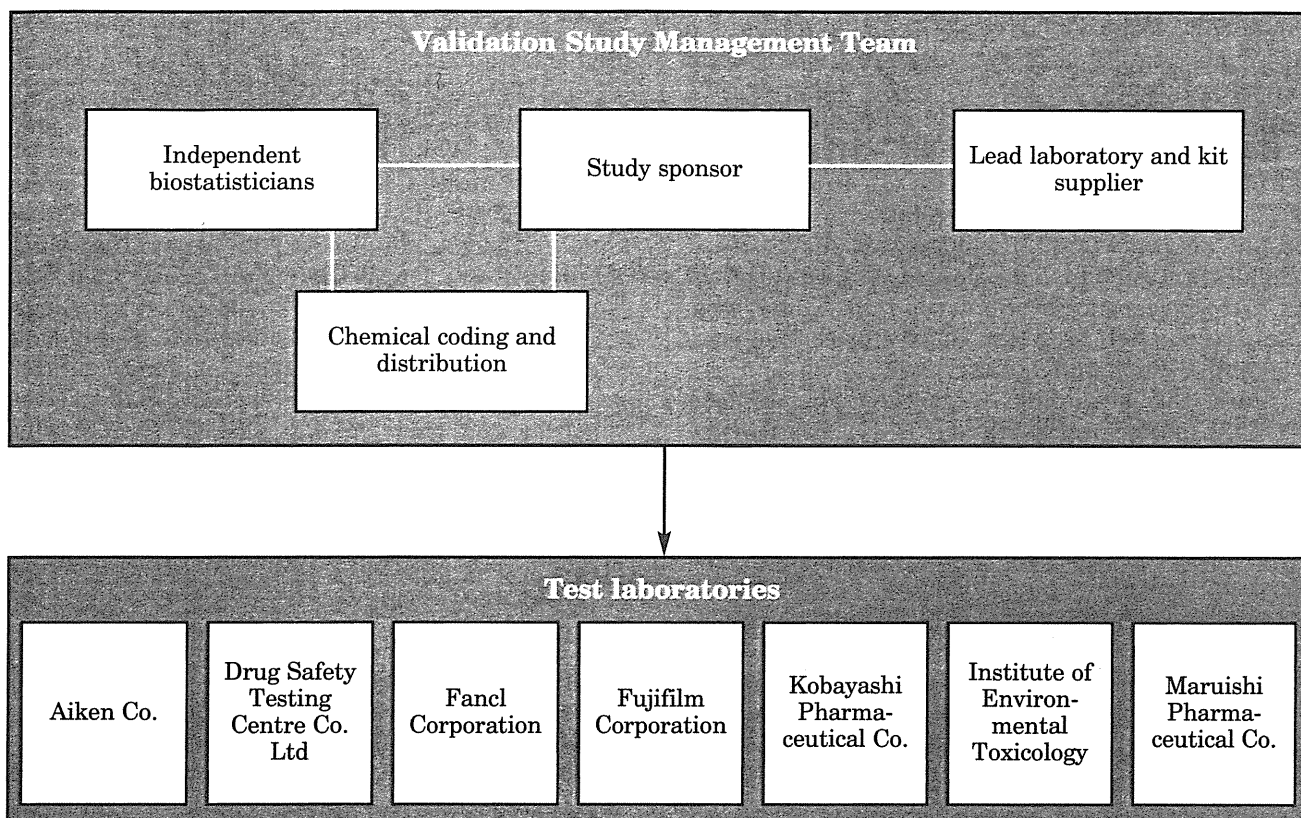 Validation Study Management Team
Independent
biostatisticians
Study sponsor
Lead laboratory and kit
supplier
Chemical coding and
distribution
Test laboratories
Aiken Co.
Drug Safety
Testing
Centre Co.
Ltd
Fancl
Corporation
Fujifilm
Corporation
Kobayashi
Pharma-
ceutical Co.
Institute of
Environ-
mental
Toxicology
Maruishi
Pharma-
ceutical Co.